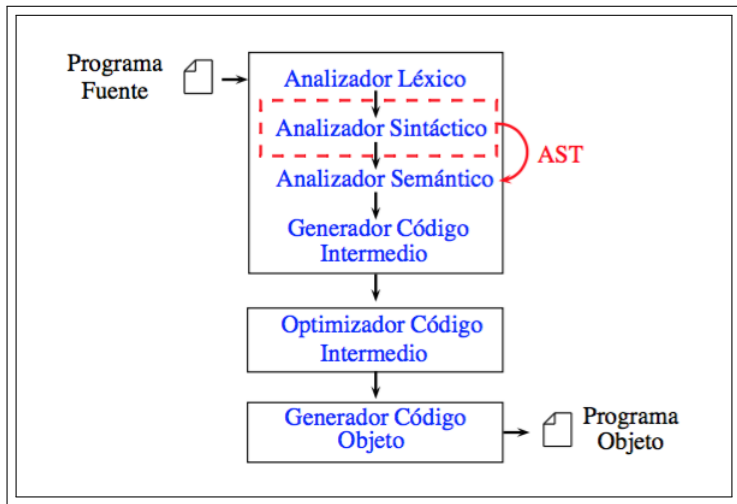 Programa
Fuente
Analizador Léxico
Analizador Sintáctico
AST
Analizador Semántico
Generador Código
Intermedio
Optimizador Código
Intermedio
Generador Código
Objeto
Programa
Objeto